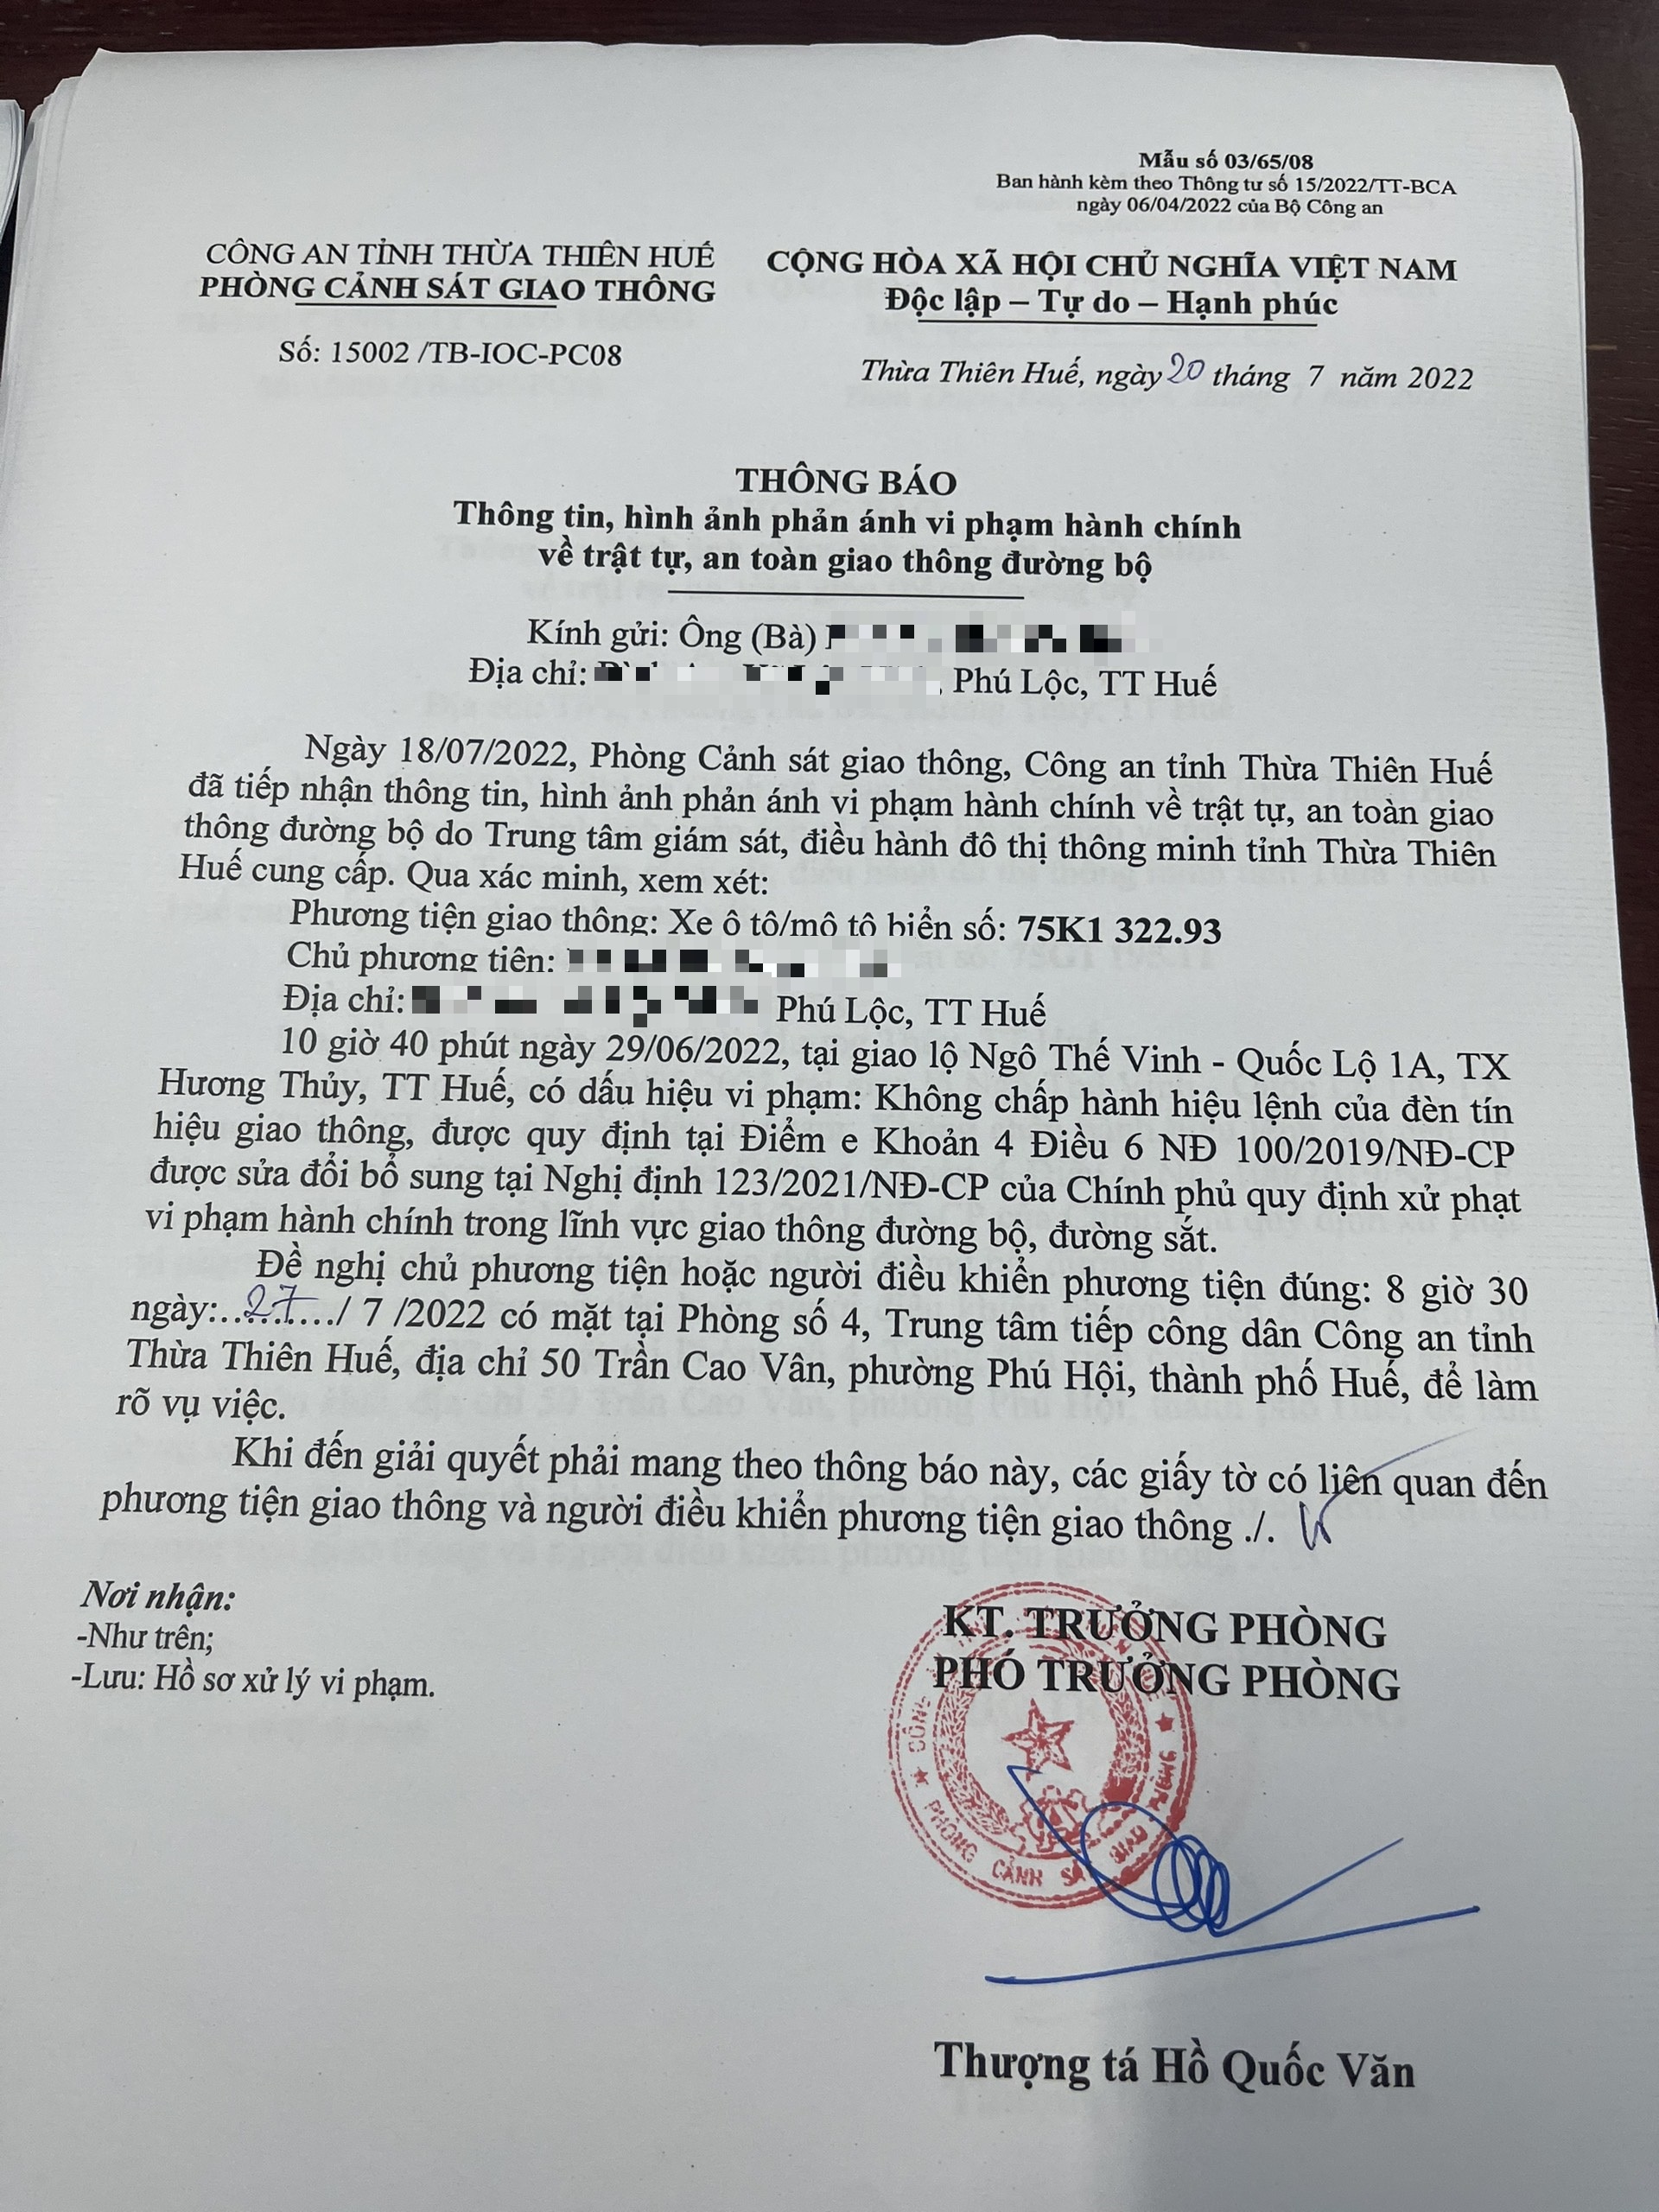 Mẫu số 03/65/08
Ban hành kèm theo Thông tư số 15/2022/TT-BCA
ngày 06/04/2022 của Bộ Công an
CÔNG AN TỈNH THỪA THIÊN HUẾ
PHÒNG CẢNH SÁT GIAO THÔNG
Số: 15002 /TB-IOC-PC08
CỘNG HÒA XÃ HỘI CHỦ NGHĨA VIỆT NAM
Độc lập – Tự do – Hạnh phúc
Thừa Thiên Huế, ngày 20 tháng 7 năm 2022
THÔNG BÁO
Thông tin, hình ảnh phản ánh vi phạm hành chính
về trật tự, an toàn giao thông đường bộ
Kính gửi: Ông (Bà)
Địa chỉ: , Phú Lộc, TT Huế
Ngày 18/07/2022, Phòng Cảnh sát giao thông, Công an tỉnh Thừa Thiên Huế
đã tiếp nhận thông tin, hình ảnh phản ánh vi phạm hành chính về trật tự, an toàn giao
thông đường bộ do Trung tâm giám sát, điều hành đô thị thông minh tỉnh Thừa Thiên
Huế cung cấp. Qua xác minh, xem xét:
Phương tiện giao thông: Xe ô tô/mô tô biển số: 75K1 322.93
Chủ phương tiện:
Địa chỉ: Phú Lộc, TT Huế
10 giờ 40 phút ngày 29/06/2022, tại giao lộ Ngô Thế Vinh - Quốc Lộ 1A, TX
Hương Thủy, TT Huế, có dấu hiệu vi phạm: Không chấp hành hiệu lệnh của đèn tín
hiệu giao thông, được quy định tại Điểm e Khoản 4 Điều 6 NĐ 100/2019/NĐ-CP
được sửa đổi bổ sung tại Nghị định 123/2021/NĐ-CP của Chính phủ quy định xử phạt
vi phạm hành chính trong lĩnh vực giao thông đường bộ, đường sắt.
Đề nghị chủ phương tiện hoặc người điều khiển phương tiện đúng: 8 giờ 30
ngày:...27.../ 7 /2022 có mặt tại Phòng số 4, Trung tâm tiếp công dân Công an tỉnh
Thừa Thiên Huế, địa chỉ 50 Trần Cao Vân, phường Phú Hội, thành phố Huế, để làm
rõ vụ việc.
Khi đến giải quyết phải mang theo thông báo này, các giấy tờ có liên quan đến
phương tiện giao thông và người điều khiển phương tiện giao thông ./.
Nơi nhận:
-Như trên;
-Lưu: Hồ sơ xử lý vi phạm.
KT. TRƯỞNG PHÒNG
PHÓ TRƯỞNG PHÒNG
PHÒNG CẢNH SÁT GIAO THÔNG
Thượng tá Hồ Quốc Văn